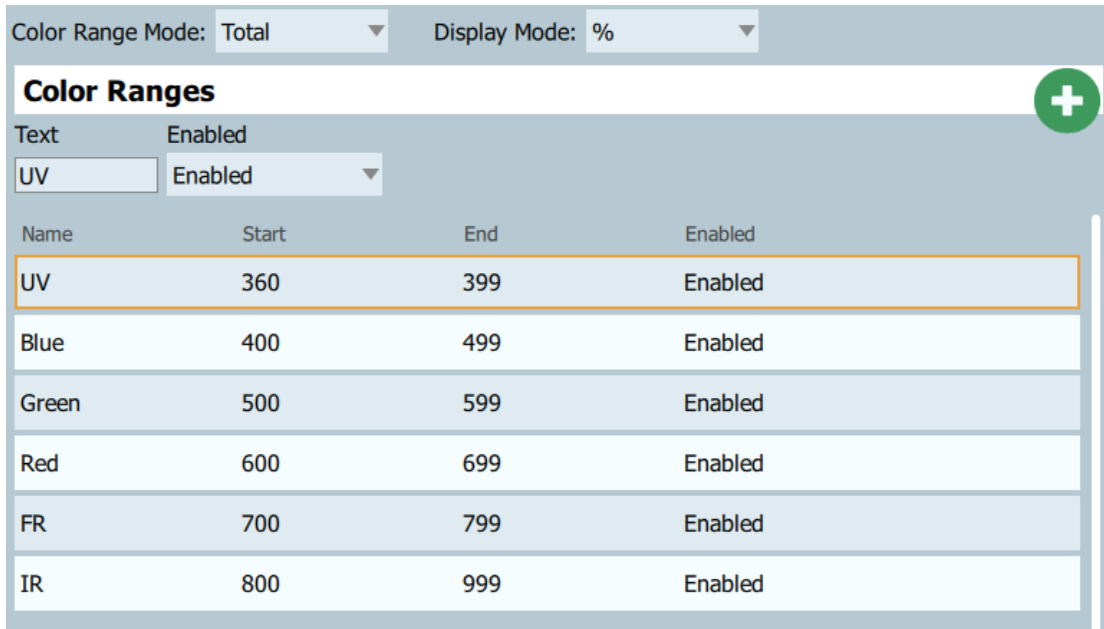 Color Range Mode: Total Display Mode: %
Color Ranges
Text Enabled
UV Enabled
Name Start End Enabled
UV 360 399 Enabled
Blue 400 499 Enabled
Green 500 599 Enabled
Red 600 699 Enabled
FR 700 799 Enabled
IR 800 999 Enabled